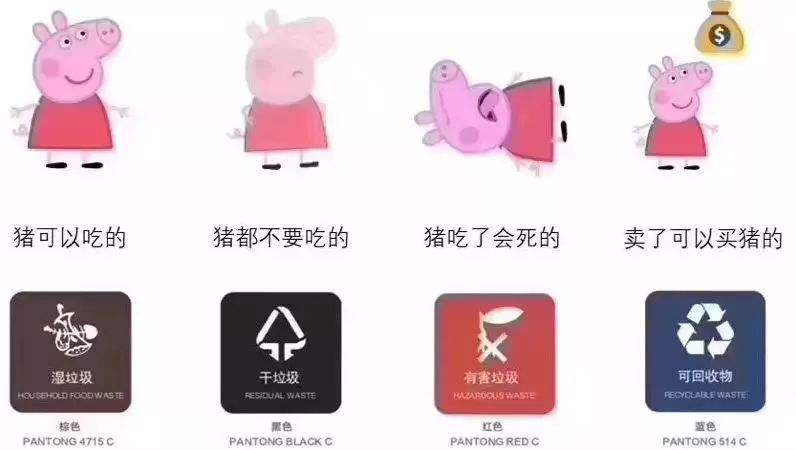 $
猪可以吃的
猪都不要吃的
猪吃了会死的
卖了可以买猪的
湿垃圾
HOUSEHOLD FOOD WASTE
干垃圾
RESIDUAL WASTE
有害垃圾
HAZARDOUS WASTE
可回收物
RECYCLABLE WASTE
棕色
PANTONG 4715 C
黑色
PANTONG BLACK C
红色
PANTONG RED C
蓝色
PANTONG 514 C